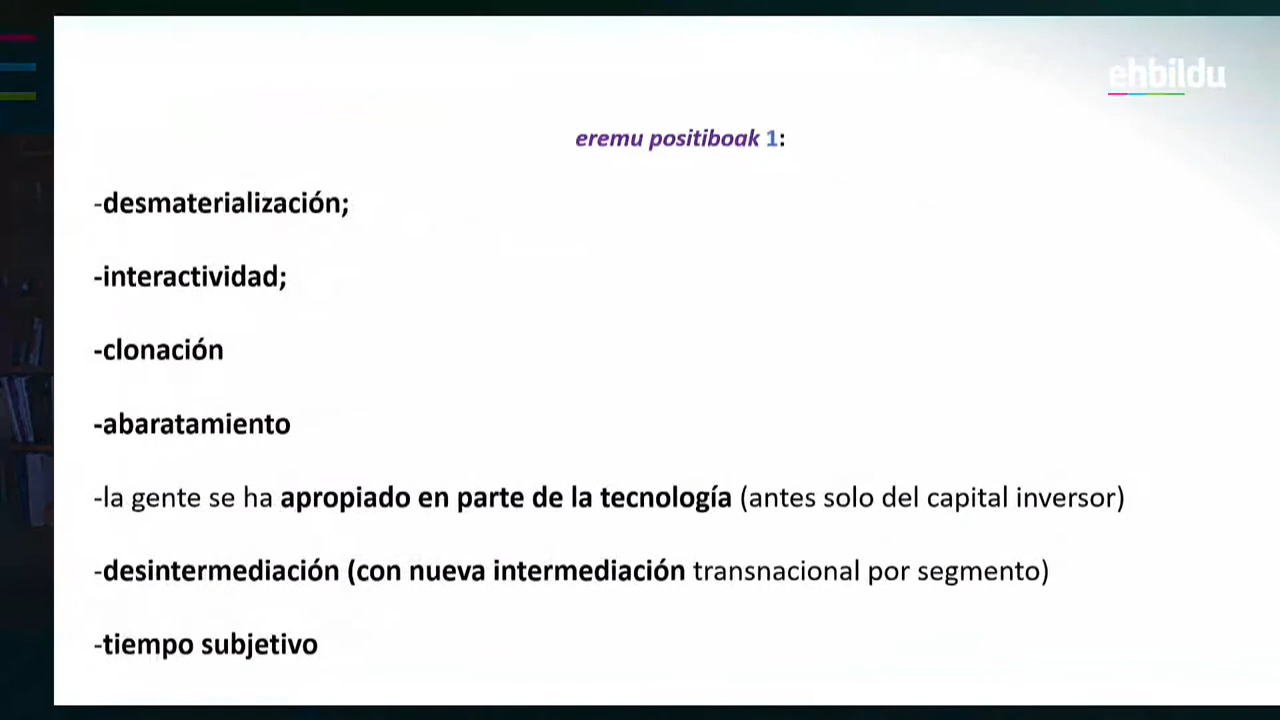 ehbildu
eremu positiboak 1:
-desmaterialización;
-interactividad;
-clonación
-abaratamiento
-la gente se ha apropiado en parte de la tecnología (antes solo del capital inversor)
-desintermediación (con nueva intermediación transnacional por segmento)
-tiempo subjetivo